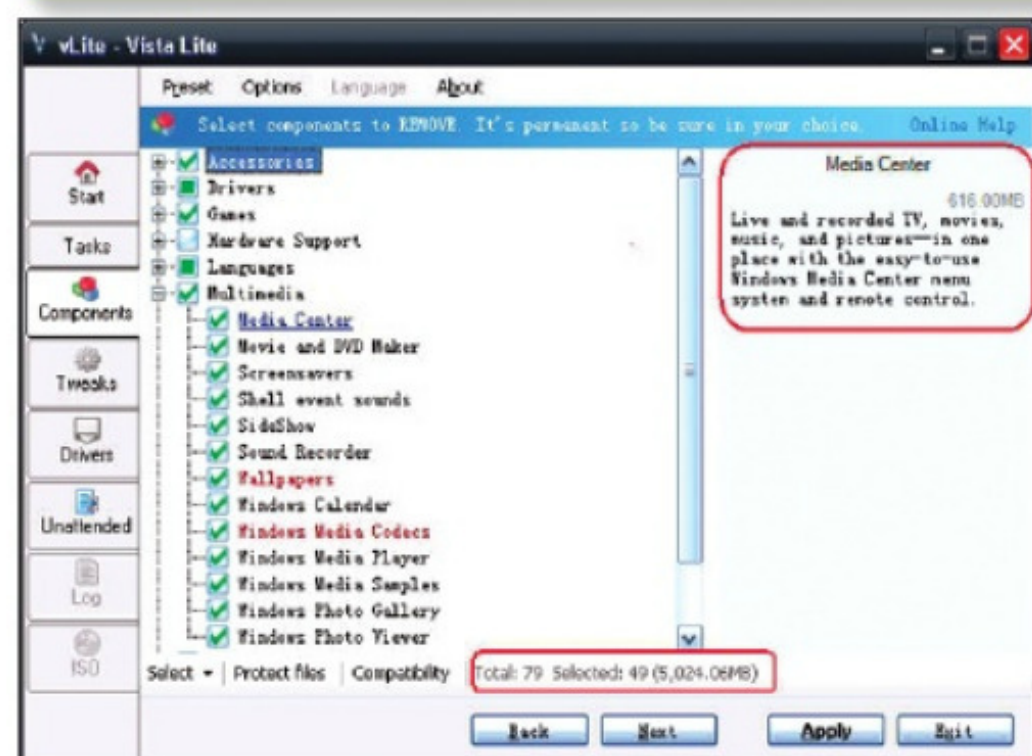 vLite - Vista Lite
Preset Options Language About
Select components to REMOVE. It's permanent so be sure in your choice. Online Help
Start
Tasks
Components
Tweaks
Drivers
Unattended
Log
ISO
Accessories
Drivers
Games
Hardware Support
Languages
Multimedia
Media Center
Movie and DVD Maker
Screensavers
Shell event sounds
SideShow
Sound Recorder
Wallpapers
Windows Calendar
Windows Media Codecs
Windows Media Player
Windows Media Samples
Windows Photo Gallery
Windows Photo Viewer
Media Center
616.00MB
Live and recorded TV, movies,
music, and pictures—in one
place with the easy-to-use
Windows Media Center menu
system and remote control.
Select Protect files Compatibility Total: 79 Selected: 49 (5,024.06MB)
Back Next Apply Exit